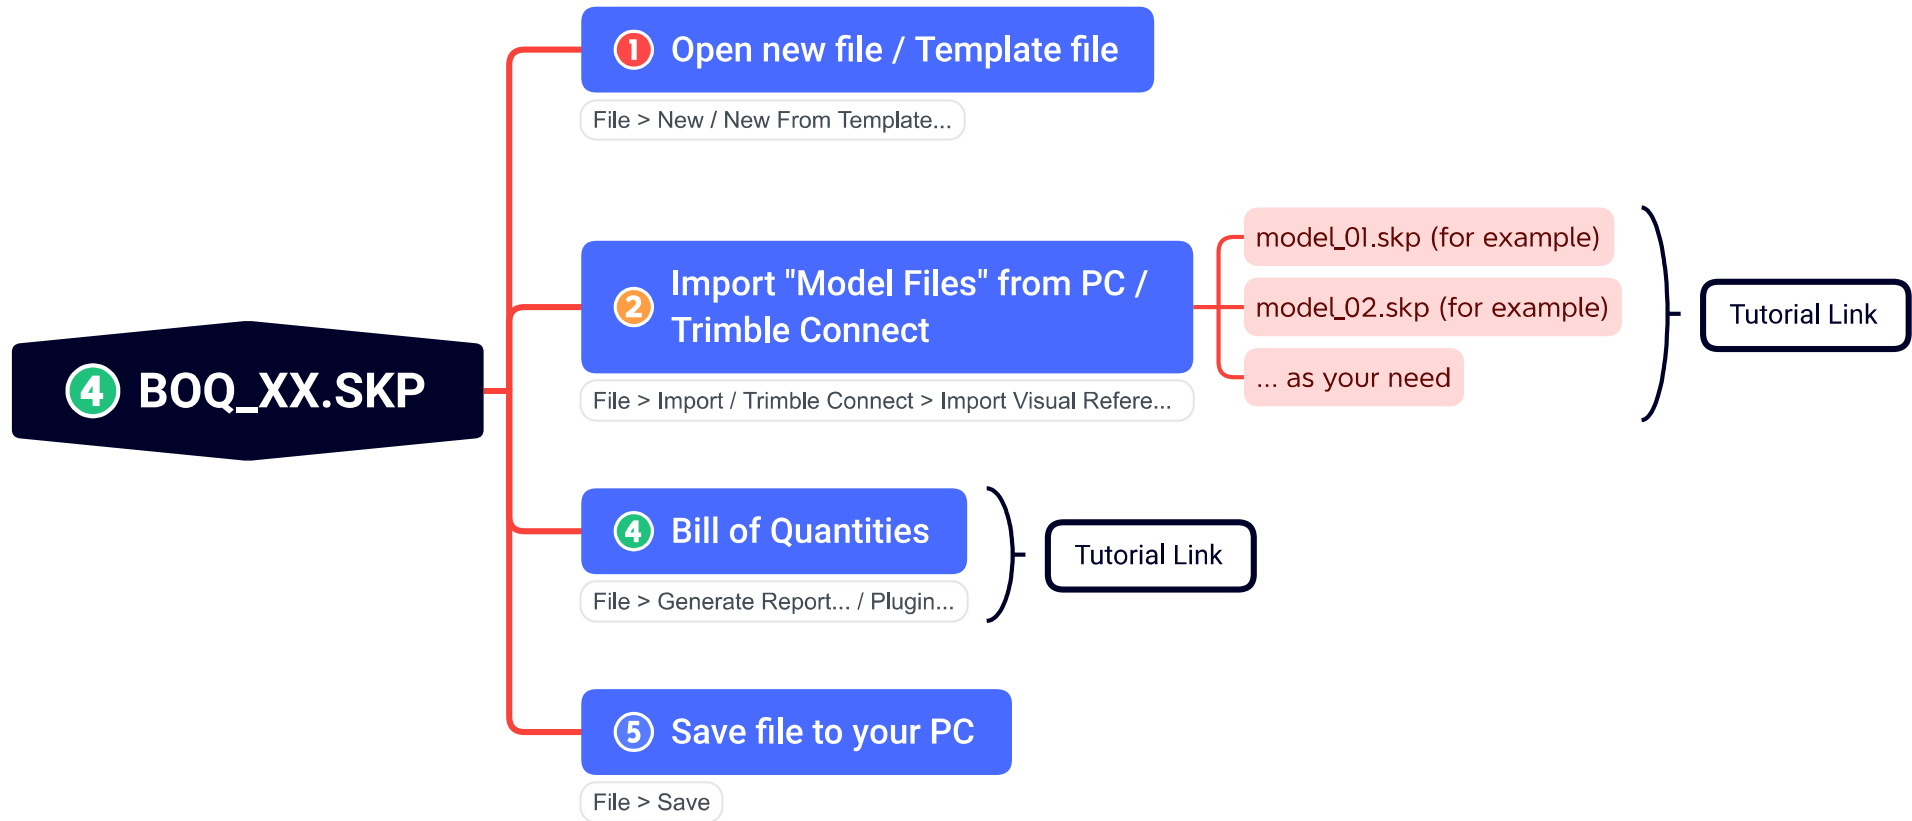 1 Open new file / Template file
File > New / New From Template...
2 Import "Model Files" from PC /
Trimble Connect
File > Import / Trimble Connect > Import Visual Refere...
model_01.skp (for example)
model_02.skp (for example)
... as your need
Tutorial Link
4 BOQ_XX.SKP
4 Bill of Quantities
File > Generate Report... / Plugin...
Tutorial Link
5 Save file to your PC
File > Save